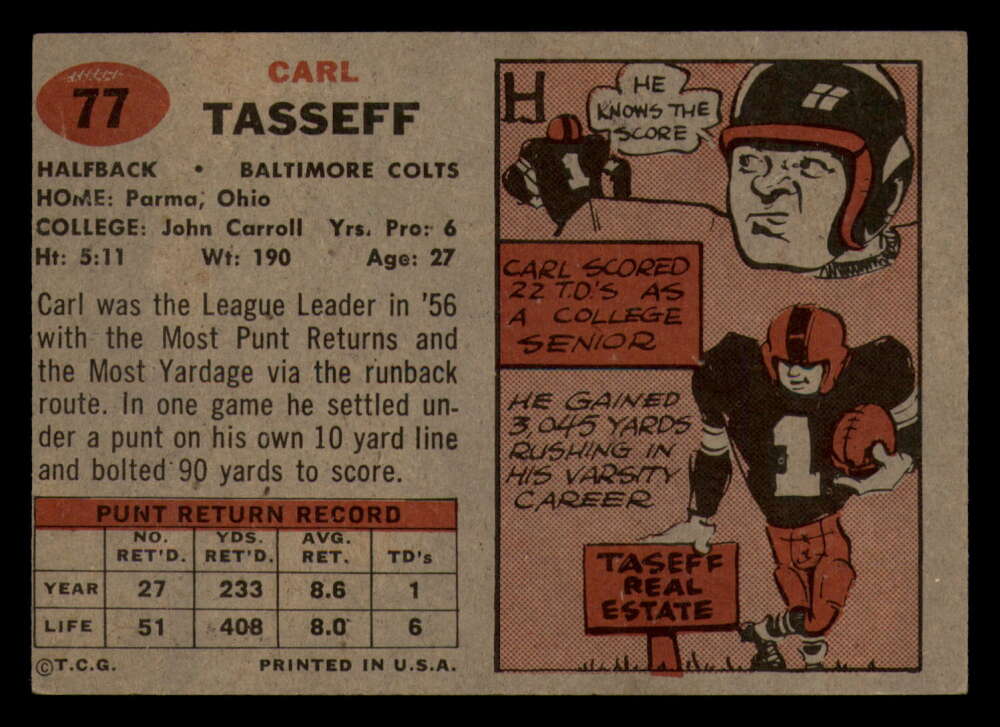 77
CARL
TASSEFF
HALFBACK • BALTIMORE COLTS
HOME: Parma, Ohio
COLLEGE: John Carroll Yrs. Pro: 6
Ht: 5:11 Wt: 190 Age: 27
Carl was the League Leader in '56
with the Most Punt Returns and
the Most Yardage via the runback
route. In one game he settled un-
der a punt on his own 10 yard line
and bolted 90 yards to score.
PUNT RETURN RECORD
NO. RET'D. YDS. RET'D. AVG. RET. TD's
YEAR 27 233 8.6 1
LIFE 51 408 8.0 6
©T.C.G. PRINTED IN U.S.A.
H
HE
KNOWS THE
SCORE
1
CARL SCORED
22 T.D.'S AS
A COLLEGE
SENIOR
HE GAINED
3,045 YARDS
RUSHING IN
HIS VARSITY
CAREER
1
TASEFF
REAL
ESTATE